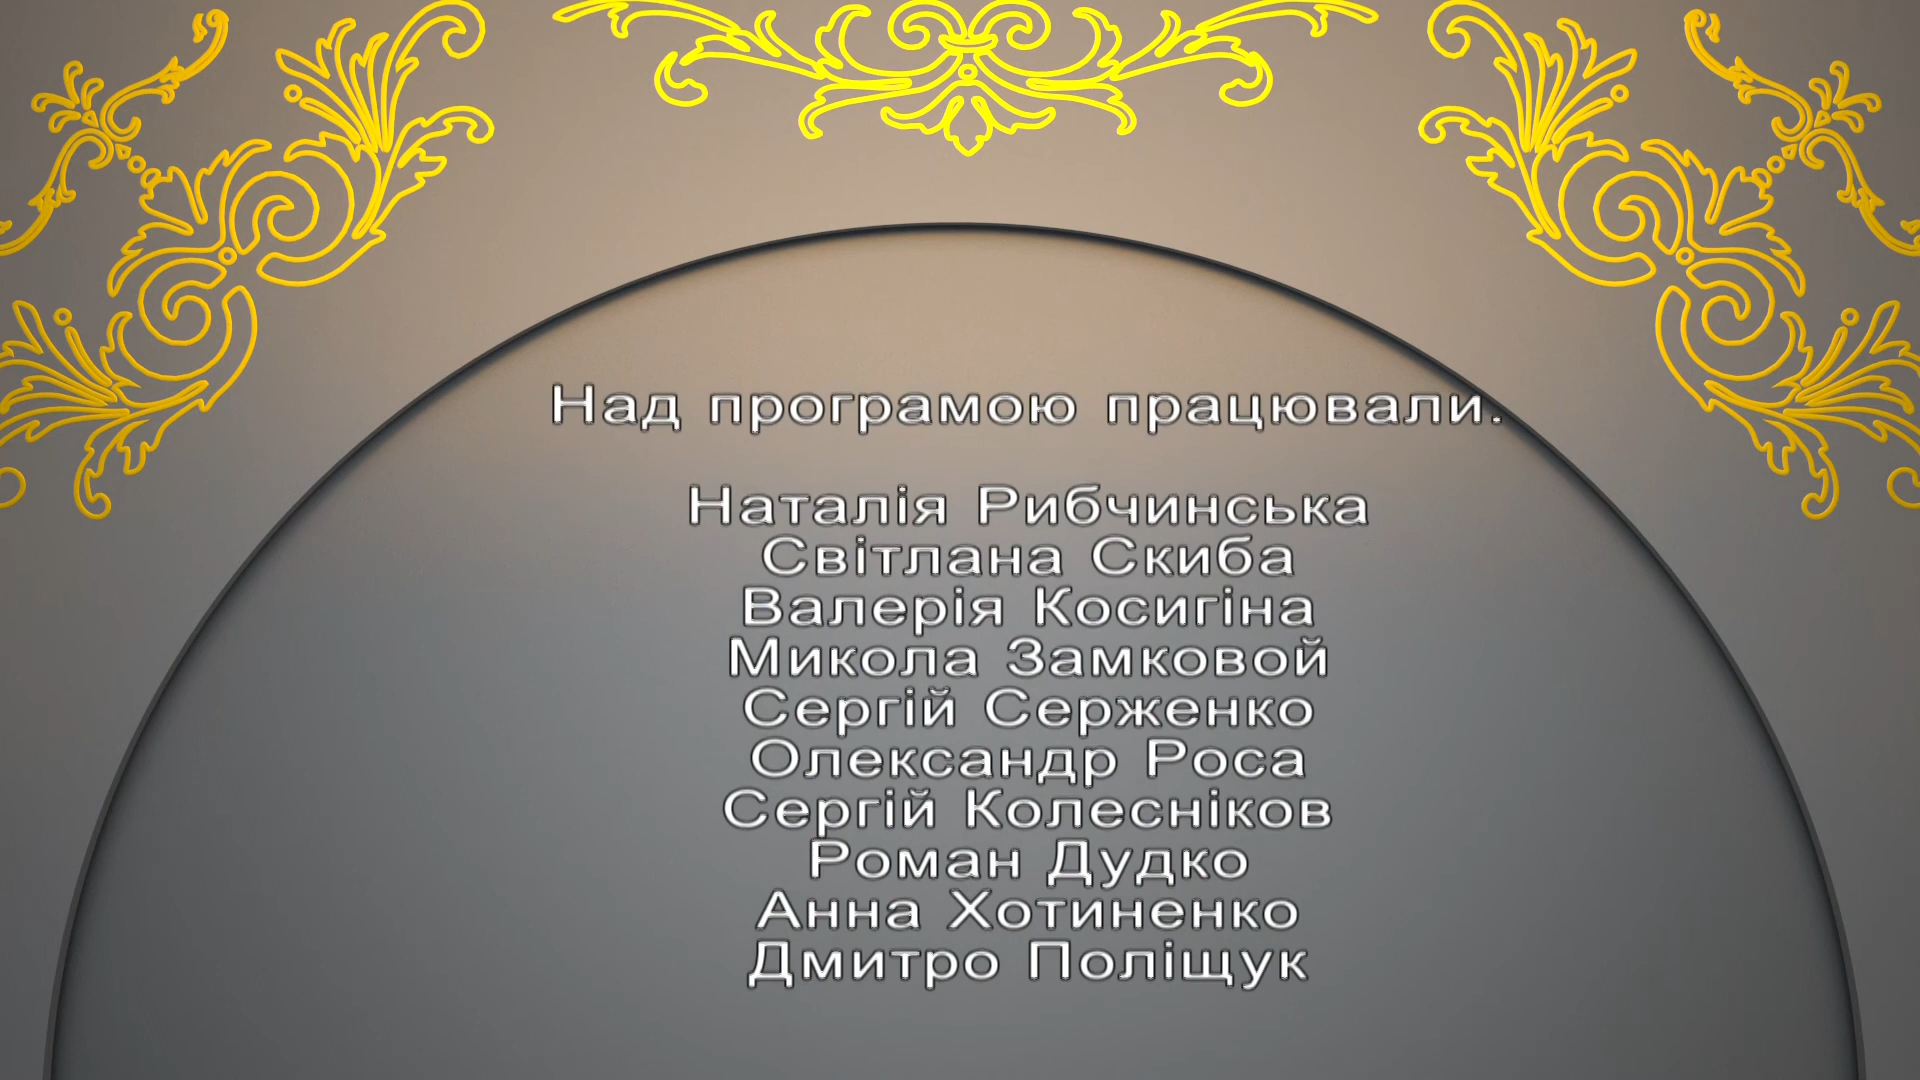 Над програмою працювали:
Наталія Рибчинська
Світлана Скиба
Валерія Косигіна
Микола Замковой
Сергій Серженко
Олександр Роса
Сергій Колесніков
Роман Дудко
Анна Хотиненко
Дмитро Поліщук